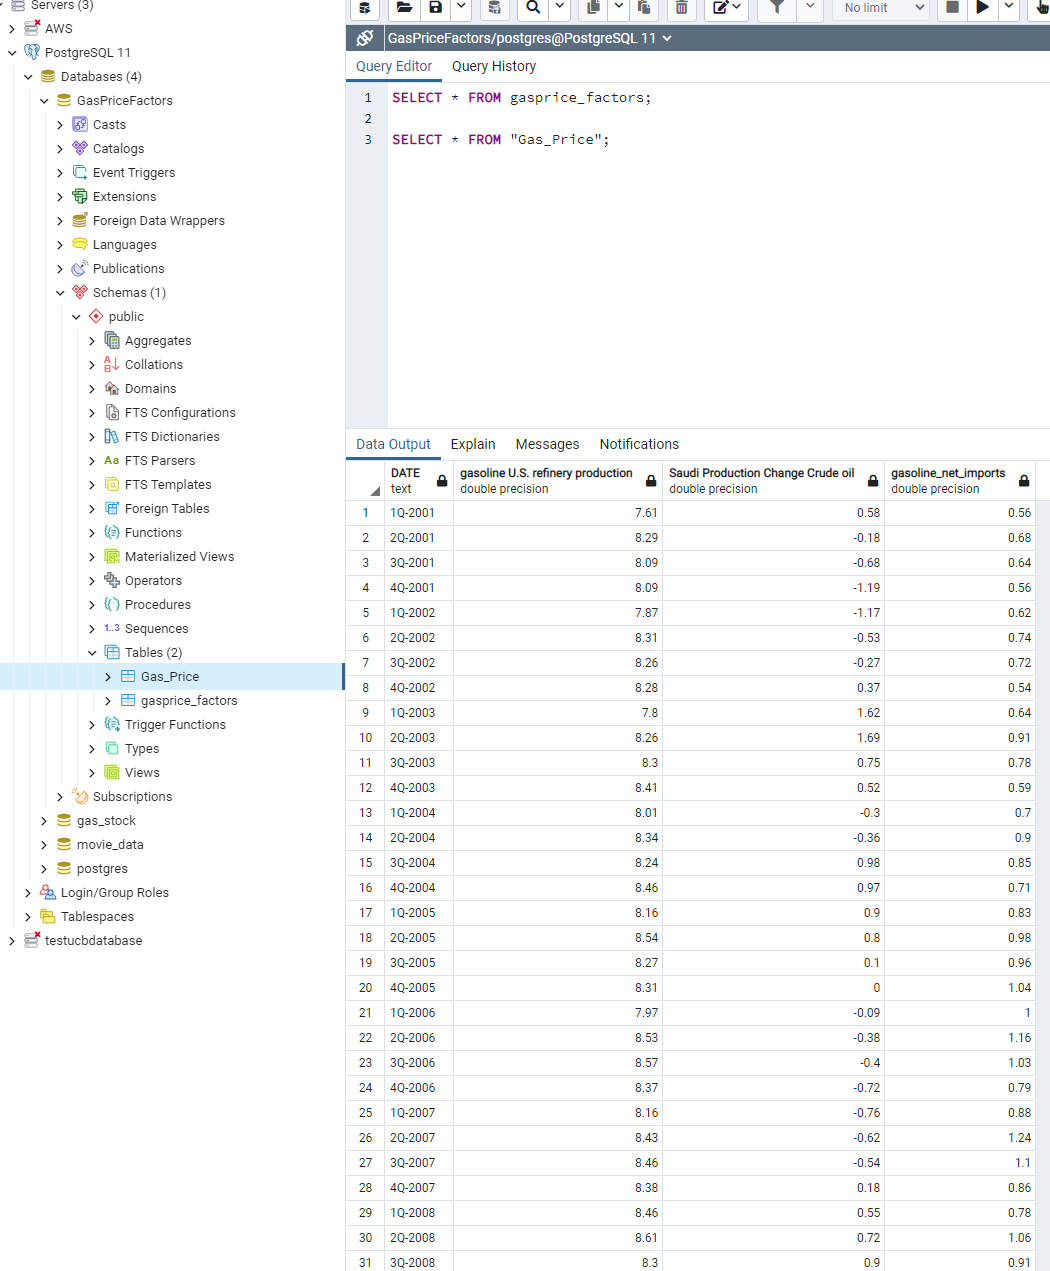 Servers (3)
AWS
PostgreSQL 11
Databases (4)
GasPriceFactors
Casts
Catalogs
Event Triggers
Extensions
Foreign Data Wrappers
Languages
Publications
Schemas (1)
public
Aggregates
Collations
Domains
FTS Configurations
FTS Dictionaries
Aa FTS Parsers
FTS Templates
Foreign Tables
Functions
Materialized Views
Operators
Procedures
1..3 Sequences
Tables (2)
Gas_Price
gasprice_factors
Trigger Functions
Types
Views
Subscriptions
gas_stock
movie_data
postgres
Login/Group Roles
Tablespaces
testucbdatabase
No limit
GasPriceFactors/postgres@PostgreSQL 11
Query Editor Query History
1 SELECT * FROM gasprice_factors;
2
3 SELECT * FROM "Gas_Price";
Data Output Explain Messages Notifications
DATE gasoline U.S. refinery production Saudi Production Change Crude oil gasoline_net_imports
text double precision double precision double precision
1 1Q-2001 7.61 0.58 0.56
2 2Q-2001 8.29 -0.18 0.68
3 3Q-2001 8.09 -0.68 0.64
4 4Q-2001 8.09 -1.19 0.56
5 1Q-2002 7.87 -1.17 0.62
6 2Q-2002 8.31 -0.53 0.74
7 3Q-2002 8.26 -0.27 0.72
8 4Q-2002 8.28 0.37 0.54
9 1Q-2003 7.8 1.62 0.64
10 2Q-2003 8.26 1.69 0.91
11 3Q-2003 8.3 0.75 0.78
12 4Q-2003 8.41 0.52 0.59
13 1Q-2004 8.01 -0.3 0.7
14 2Q-2004 8.34 -0.36 0.9
15 3Q-2004 8.24 0.98 0.85
16 4Q-2004 8.46 0.97 0.71
17 1Q-2005 8.16 0.9 0.83
18 2Q-2005 8.54 0.8 0.98
19 3Q-2005 8.27 0.1 0.96
20 4Q-2005 8.31 0 1.04
21 1Q-2006 7.97 -0.09 1
22 2Q-2006 8.53 -0.38 1.16
23 3Q-2006 8.57 -0.4 1.03
24 4Q-2006 8.37 -0.72 0.79
25 1Q-2007 8.16 -0.76 0.88
26 2Q-2007 8.43 -0.62 1.24
27 3Q-2007 8.46 -0.54 1.1
28 4Q-2007 8.38 0.18 0.86
29 1Q-2008 8.46 0.55 0.78
30 2Q-2008 8.61 0.72 1.06
31 3Q-2008 8.3 0.9 0.91